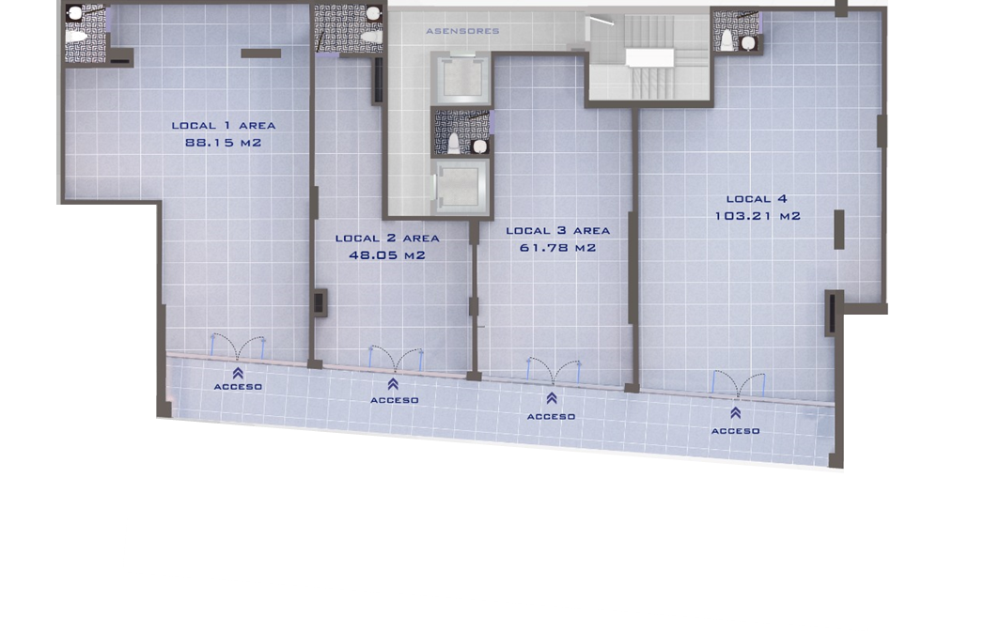 ASENSORES
LOCAL 1 AREA
88.15 M2
LOCAL 2 AREA
48.05 M2
LOCAL 3 AREA
61.78 M2
LOCAL 4
103.21 M2
ACCESO
ACCESO
ACCESO
ACCESO